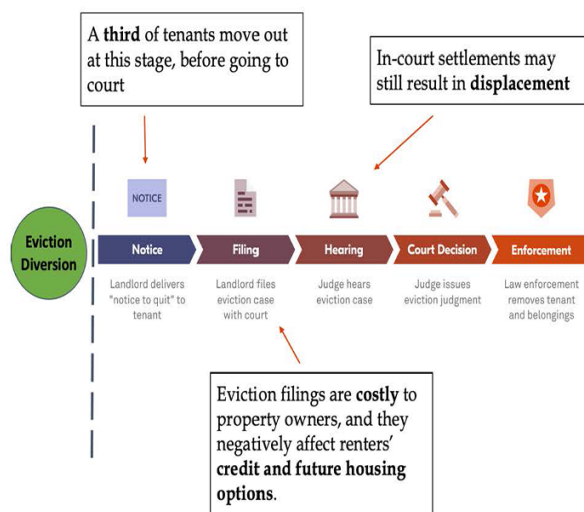 A third of tenants move out
at this stage, before going to
court
In-court settlements may
still result in displacement
NOTICE
Eviction
Diversion
Notice
Filing
Hearing
Court Decision
Enforcement
Landlord delivers
"notice to quit" to
tenant
Landlord files
eviction case
with court
Judge hears
eviction case
Judge issues
eviction judgment
Law enforcement
removes tenant
and belongings
Eviction filings are costly to
property owners, and they
negatively affect renters’
credit and future housing
options.